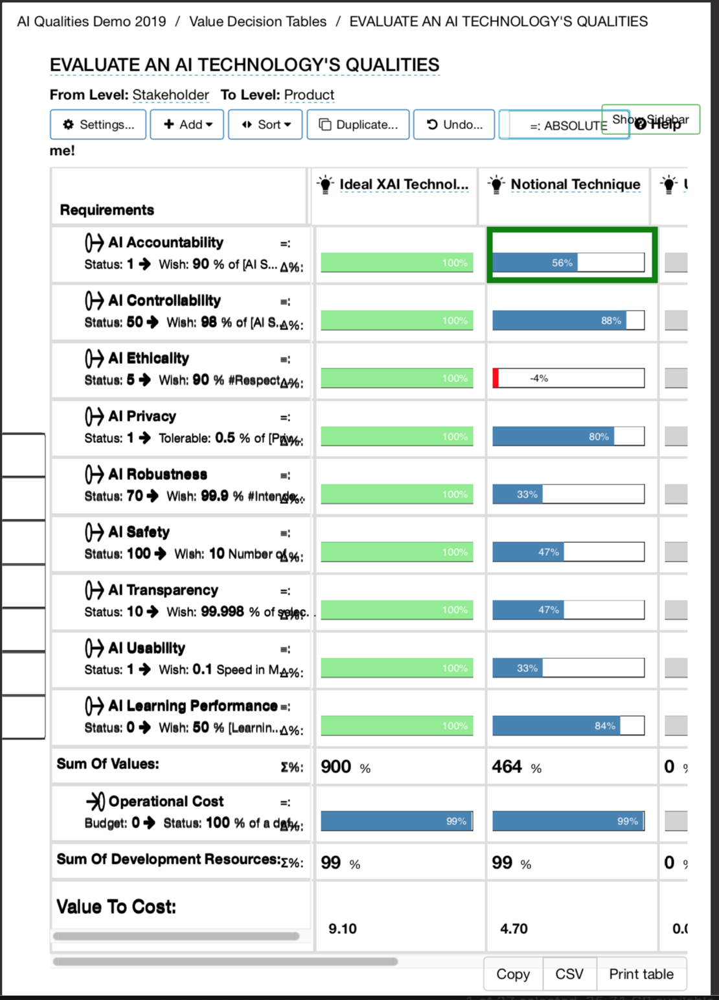 AI Qualities Demo 2019 / Value Decision Tables / EVALUATE AN AI TECHNOLOGY'S QUALITIES
EVALUATE AN AI TECHNOLOGY'S QUALITIES
From Level: Stakeholder To Level: Product
Settings... Add Sort Duplicate... Undo... =: ABSOLUTE Show Sidebar Help
me!
Requirements Ideal XAI Technol... Notional Technique
AI Accountability =:
Status: 1 → Wish: 90 % of [AI S... Δ%: 100% 56%
AI Controllability =:
Status: 50 → Wish: 98 % of [AI S... Δ%: 100% 88%
AI Ethicality =:
Status: 5 → Wish: 90 % #Respect Δ%: 100% -4%
AI Privacy =:
Status: 1 → Tolerable: 0.5 % of [Priv... Δ%: 100% 80%
AI Robustness =:
Status: 70 → Wish: 99.9 % #Intende... Δ%: 100% 33%
AI Safety =:
Status: 100 → Wish: 10 Number of Δ%: 100% 47%
AI Transparency =:
Status: 10 → Wish: 99.998 % of selec... Δ%: 100% 47%
AI Usability =:
Status: 1 → Wish: 0.1 Speed in M... Δ%: 100% 33%
AI Learning Performance =:
Status: 0 → Wish: 50 % [Learnin... Δ%: 100% 84%
Sum Of Values: Σ%: 900 % 464 % 0 %
Operational Cost =:
Budget: 0 → Status: 100 % of a def... Δ%: 99% 99%
Sum Of Development Resources: Σ%: 99 % 99 % 0 %
Value To Cost:
9.10 4.70
Copy CSV Print table